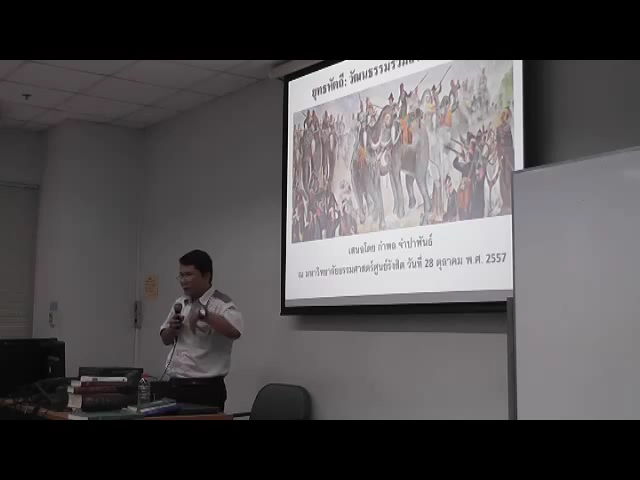 ยุทธหัตถี: วัฒนธรรมร่วม
เสนอโดย กำพล จำปาพันธ์
ณ มหาวิทยาลัยธรรมศาสตร์ศูนย์รังสิต วันที่ 28 ตุลาคม พ.ศ. 2557